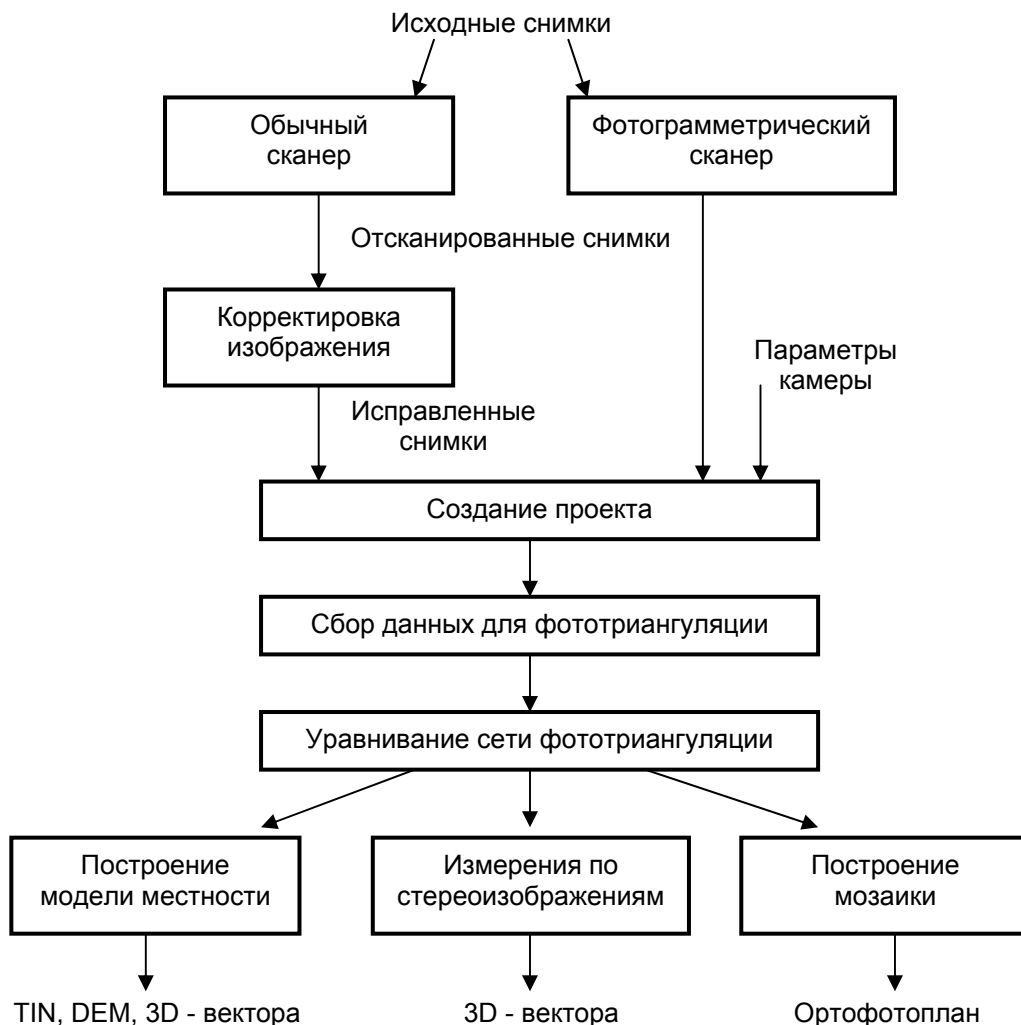 Исходные снимки
Обычный
сканер
Фотограмметрический
сканер
Отсканированные снимки
Корректировка
изображения
Параметры
камеры
Исправленные
снимки
Создание проекта
Сбор данных для фототриангуляции
Уравнивание сети фототриангуляции
Построение
модели местности
Измерения по
стереоизображениям
Построение
мозаики
TIN, DEM, 3D - вектора
3D - вектора
Ортофотоплан